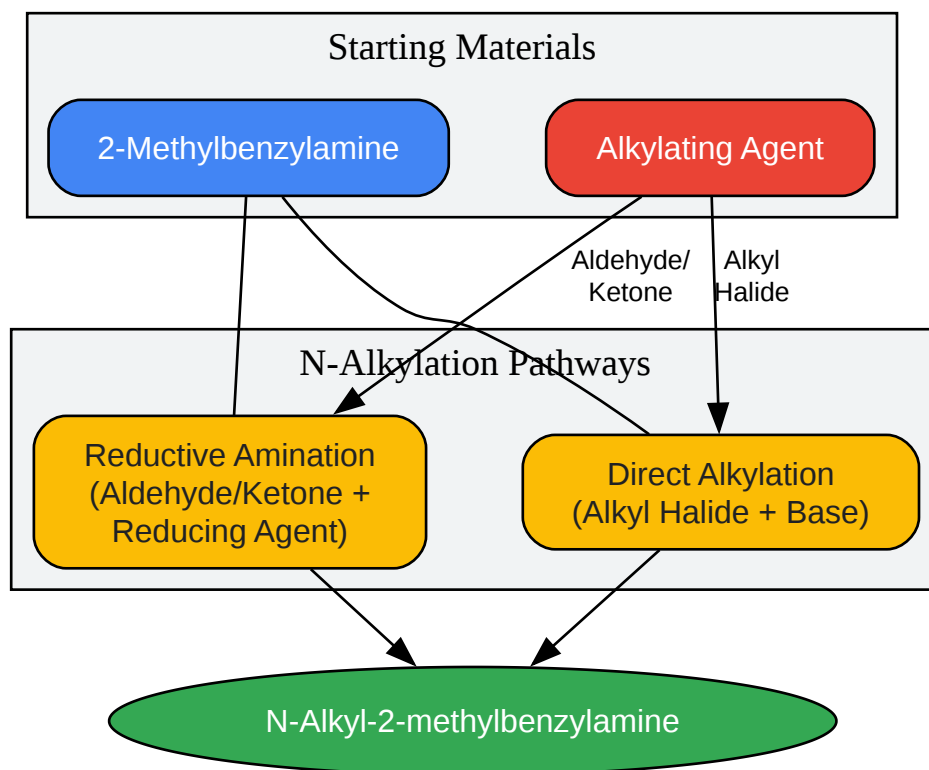 Starting Materials
2-Methylbenzylamine
Alkylating Agent
Aldehyde/
Ketone
Alkyl
Halide
N-Alkylation Pathways
Reductive Amination
(Aldehyde/Ketone +
Reducing Agent)
Direct Alkylation
(Alkyl Halide + Base)
N-Alkyl-2-methylbenzylamine